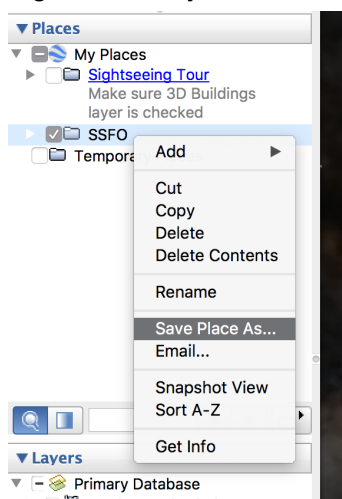 Places
My Places
Sightseeing Tour
Make sure 3D Buildings
layer is checked
SSFO
Add
Cut
Copy
Delete
Delete Contents
Rename
Save Place As...
Email...
Snapshot View
Sort A-Z
Get Info
Layers
Primary Database